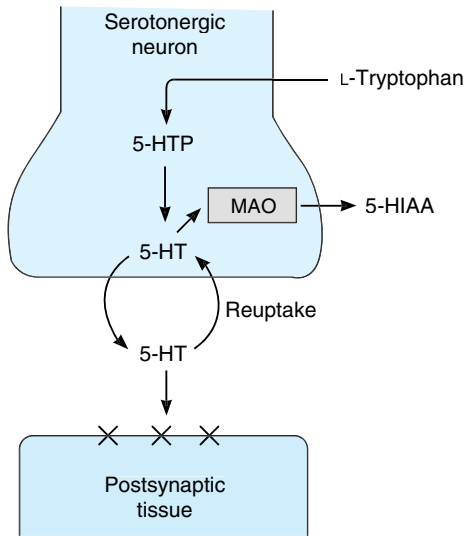 Serotonergic
neuron
L-Tryptophan
5-HTP
MAO
5-HIAA
5-HT
Reuptake
5-HT
Postsynaptic
tissue